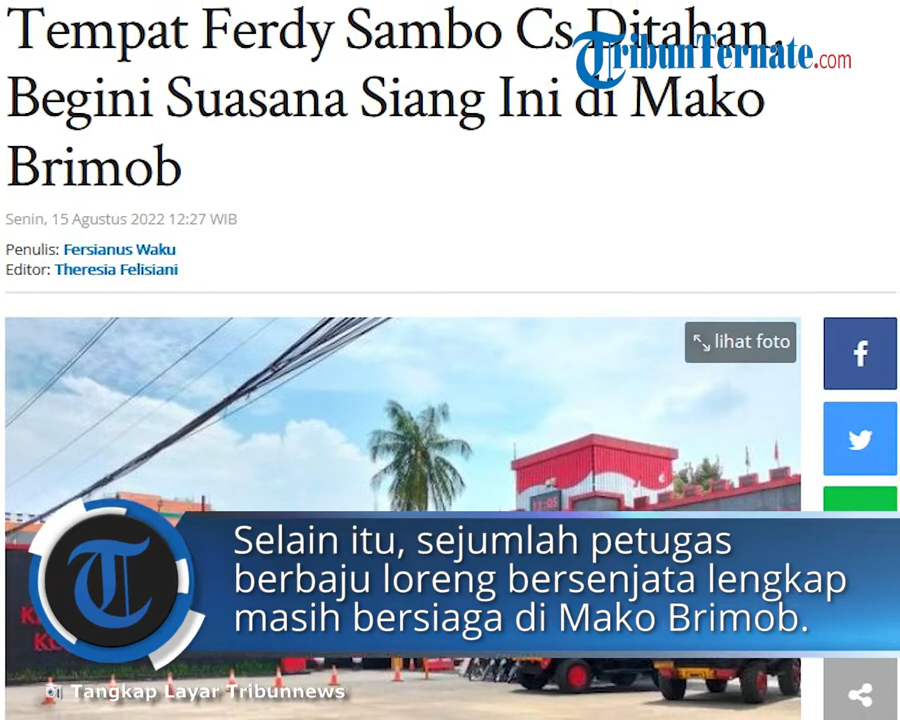 Tempat Ferdy Sambo Cs Ditahan,
Begini Suasana Siang Ini di Mako
Brimob
TribunTernate.com
Senin, 15 Agustus 2022 12:27 WIB
Penulis: Fersianus Waku
Editor: Theresia Felisiani
lihat foto
Selain itu, sejumlah petugas
berbaju loreng bersenjata lengkap
masih bersiaga di Mako Brimob.
Tangkap Layar Tribunnews